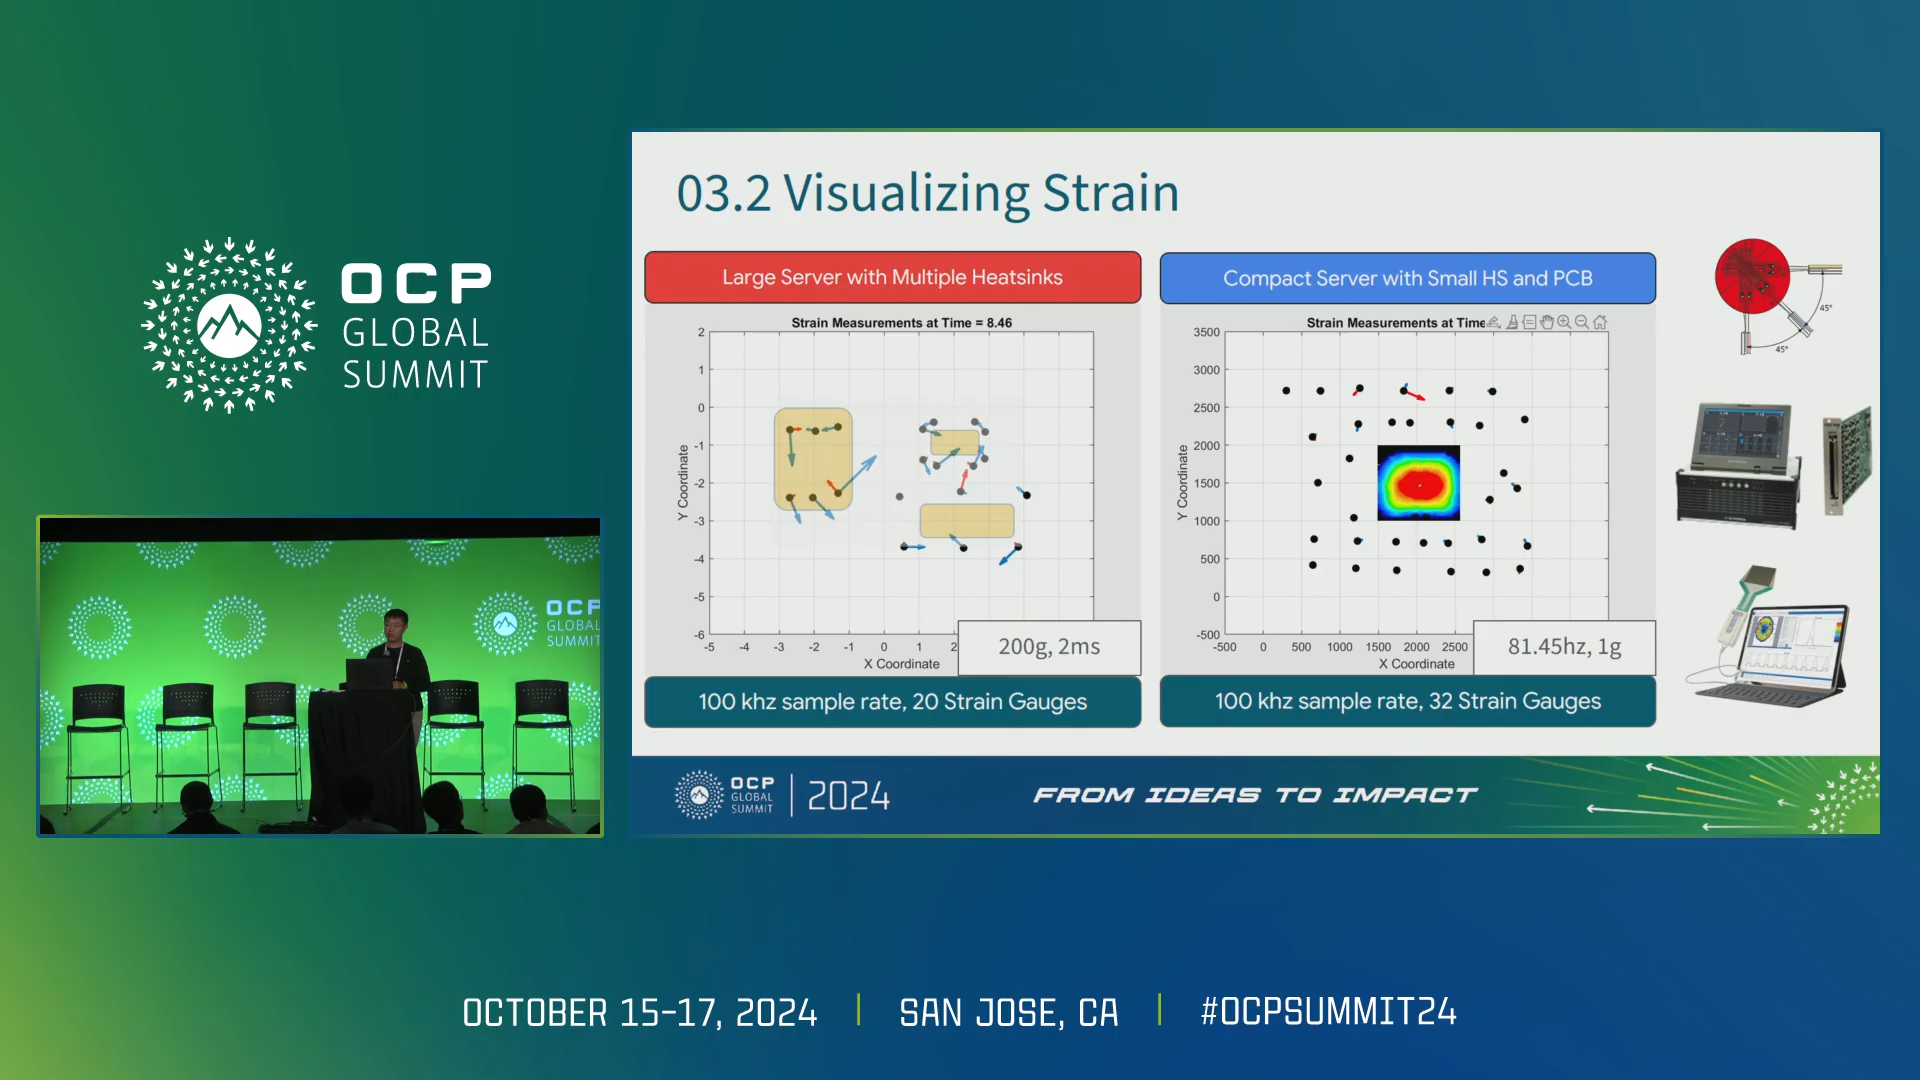 OCP
GLOBAL
SUMMIT
03.2 Visualizing Strain
Large Server with Multiple Heatsinks
Strain Measurements at Time = 8.46
2
1
0
-1
-2
-3
-4
-5
-6
Y Coordinate
-5 -4 -3 -2 -1 0 1 2
X Coordinate
200g, 2ms
100 khz sample rate, 20 Strain Gauges
Compact Server with Small HS and PCB
Strain Measurements at Time
3500
3000
2500
2000
1500
1000
500
0
-500
Y Coordinate
-500 0 500 1000 1500 2000 2500
X Coordinate
81.45hz, 1g
100 khz sample rate, 32 Strain Gauges
45°
45°
OCP
GLOBAL
SUMMIT
2024
FROM IDEAS TO IMPACT
OCP
GLOBAL
SUMMIT
OCTOBER 15-17, 2024 | SAN JOSE, CA | #OCPSUMMIT24